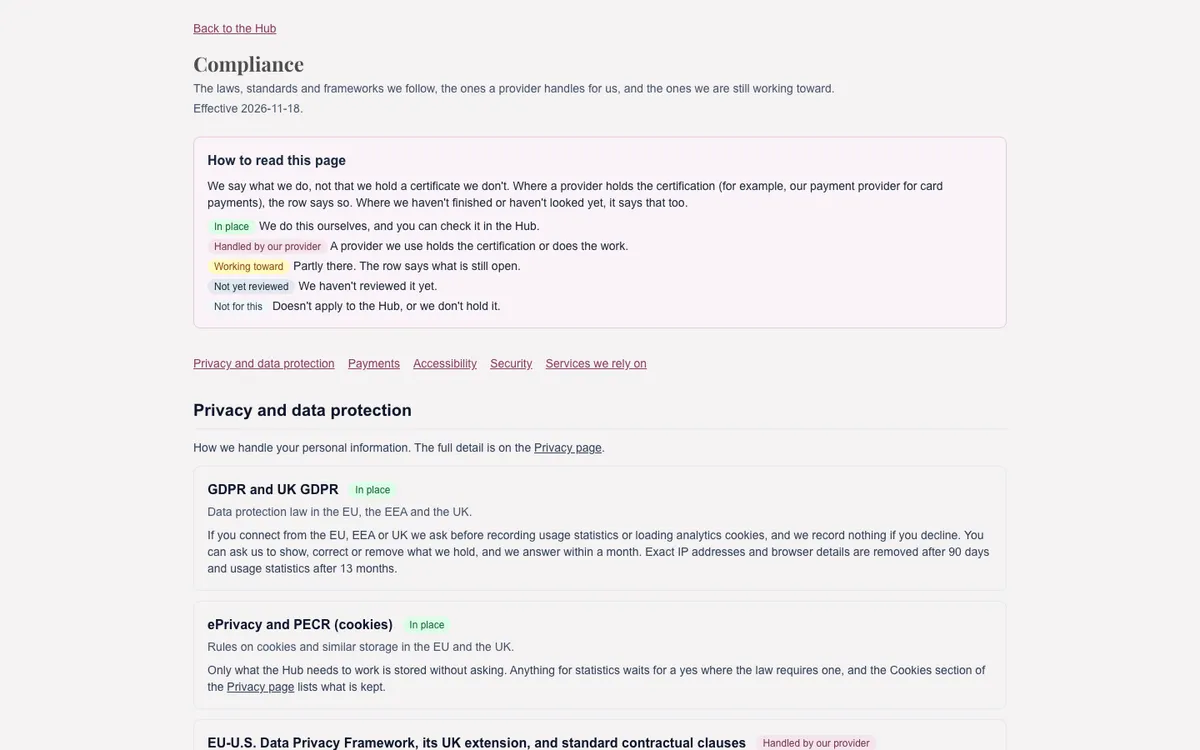 Back to the Hub
Compliance
The laws, standards and frameworks we follow, the ones a provider handles for us, and the ones we are still working toward.
Effective 2026-11-18.
How to read this page
We say what we do, not that we hold a certificate we don't. Where a provider holds the certification (for example, our payment provider for card
payments), the row says so. Where we haven't finished or haven't looked yet, it says that too.
In place We do this ourselves, and you can check it in the Hub.
Handled by our provider A provider we use holds the certification or does the work.
Working toward Partly there. The row says what is still open.
Not yet reviewed We haven't reviewed it yet.
Not for this Doesn't apply to the Hub, or we don't hold it.
Privacy and data protection Payments Accessibility Security Services we rely on
Privacy and data protection
How we handle your personal information. The full detail is on the Privacy page.
GDPR and UK GDPR In place
Data protection law in the EU, the EEA and the UK.
If you connect from the EU, EEA or UK we ask before recording usage statistics or loading analytics cookies, and we record nothing if you decline. You
can ask us to show, correct or remove what we hold, and we answer within a month. Exact IP addresses and browser details are removed after 90 days
and usage statistics after 13 months.
ePrivacy and PECR (cookies) In place
Rules on cookies and similar storage in the EU and the UK.
Only what the Hub needs to work is stored without asking. Anything for statistics waits for a yes where the law requires one, and the Cookies section of
the Privacy page lists what is kept.
EU-U.S. Data Privacy Framework, its UK extension, and standard contractual clauses Handled by our provider